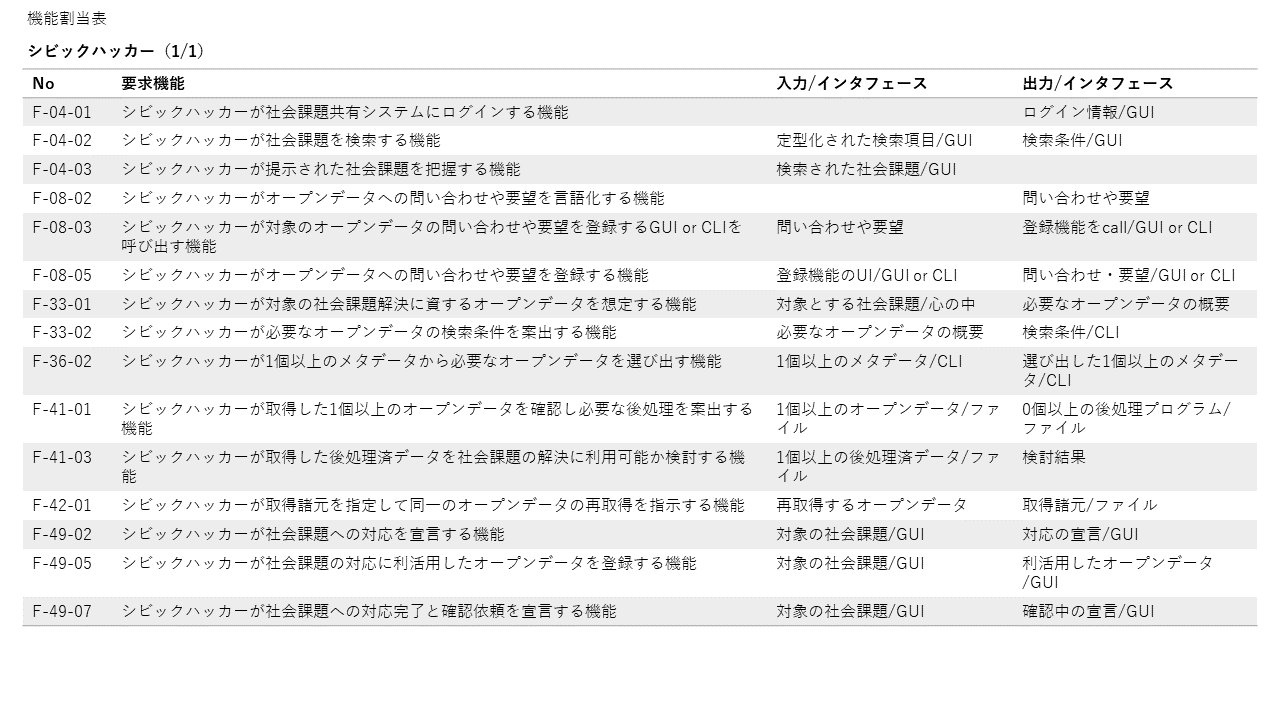 機能割当表
シビックハッカー（1/1）
No 要求機能 入力/インタフェース 出力/インタフェース
F-04-01 シビックハッカーが社会課題共有システムにログインする機能 ログイン情報/GUI
F-04-02 シビックハッカーが社会課題を検索する機能 定型化された検索項目/GUI 検索条件/GUI
F-04-03 シビックハッカーが提示された社会課題を把握する機能 検索された社会課題/GUI
F-08-02 シビックハッカーがオープンデータへの問い合わせや要望を言語化する機能 問い合わせや要望
F-08-03 シビックハッカーが対象のオープンデータの問い合わせや要望を登録するGUI or CLIを 問い合わせや要望 登録機能をcall/GUI or CLI
呼び出す機能
F-08-05 シビックハッカーがオープンデータへの問い合わせや要望を登録する機能 登録機能のUI/GUI or CLI 問い合わせ・要望/GUI or CLI
F-33-01 シビックハッカーが対象の社会課題解決に資するオープンデータを想定する機能 対象とする社会課題/心の中 必要なオープンデータの概要
F-33-02 シビックハッカーが必要なオープンデータの検索条件を案出する機能 必要なオープンデータの概要 検索条件/CLI
F-36-02 シビックハッカーが1個以上のメタデータから必要なオープンデータを選び出す機能 1個以上のメタデータ/CLI 選び出した1個以上のメタデー
タ/CLI
F-41-01 シビックハッカーが取得した1個以上のオープンデータを確認し必要な後処理を案出する 1個以上のオープンデータ/ファ 0個以上の後処理プログラム/
機能 イル ファイル
F-41-03 シビックハッカーが取得した後処理済データを社会課題の解決に利用可能か検討する機 1個以上の後処理済データ/ファ 検討結果
能 イル
F-42-01 シビックハッカーが取得諸元を指定して同一のオープンデータの再取得を指示する機能 再取得するオープンデータ 取得諸元/ファイル
F-49-02 シビックハッカーが社会課題への対応を宣言する機能 対象の社会課題/GUI 対応の宣言/GUI
F-49-05 シビックハッカーが社会課題の対応に利活用したオープンデータを登録する機能 対象の社会課題/GUI 利活用したオープンデータ
/GUI
F-49-07 シビックハッカーが社会課題への対応完了と確認依頼を宣言する機能 対象の社会課題/GUI 確認中の宣言/GUI